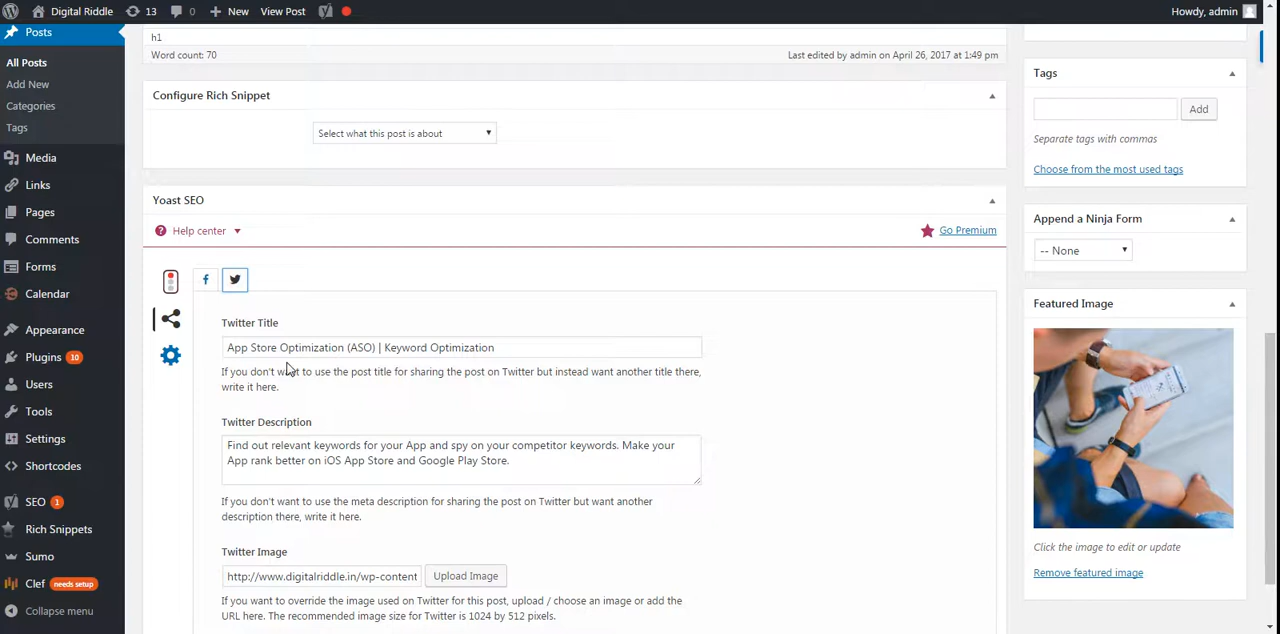 Digital Riddle 13 0 New View Post Howdy, admin
Posts
All Posts
Add New
Categories
Tags
Media
Links
Pages
Comments
Forms
Calendar
Appearance
Plugins 10
Users
Tools
Settings
Shortcodes
SEO 1
Rich Snippets
Sumo
Clef needs setup
Collapse menu
h1
Word count: 70 Last edited by admin on April 26, 2017 at 1:49 pm
Configure Rich Snippet
Select what this post is about
Yoast SEO
Help center Go Premium
Twitter Title
App Store Optimization (ASO) | Keyword Optimization
If you don't want to use the post title for sharing the post on Twitter but instead want another title there,
write it here.
Twitter Description
Find out relevant keywords for your App and spy on your competitor keywords. Make your
App rank better on iOS App Store and Google Play Store.
If you don't want to use the meta description for sharing the post on Twitter but want another
description there, write it here.
Twitter Image
http://www.digitalriddle.in/wp-content Upload Image
If you want to override the image used on Twitter for this post, upload / choose an image or add the
URL here. The recommended image size for Twitter is 1024 by 512 pixels.
Tags
Add
Separate tags with commas
Choose from the most used tags
Append a Ninja Form
-- None
Featured Image
Click the image to edit or update
Remove featured image